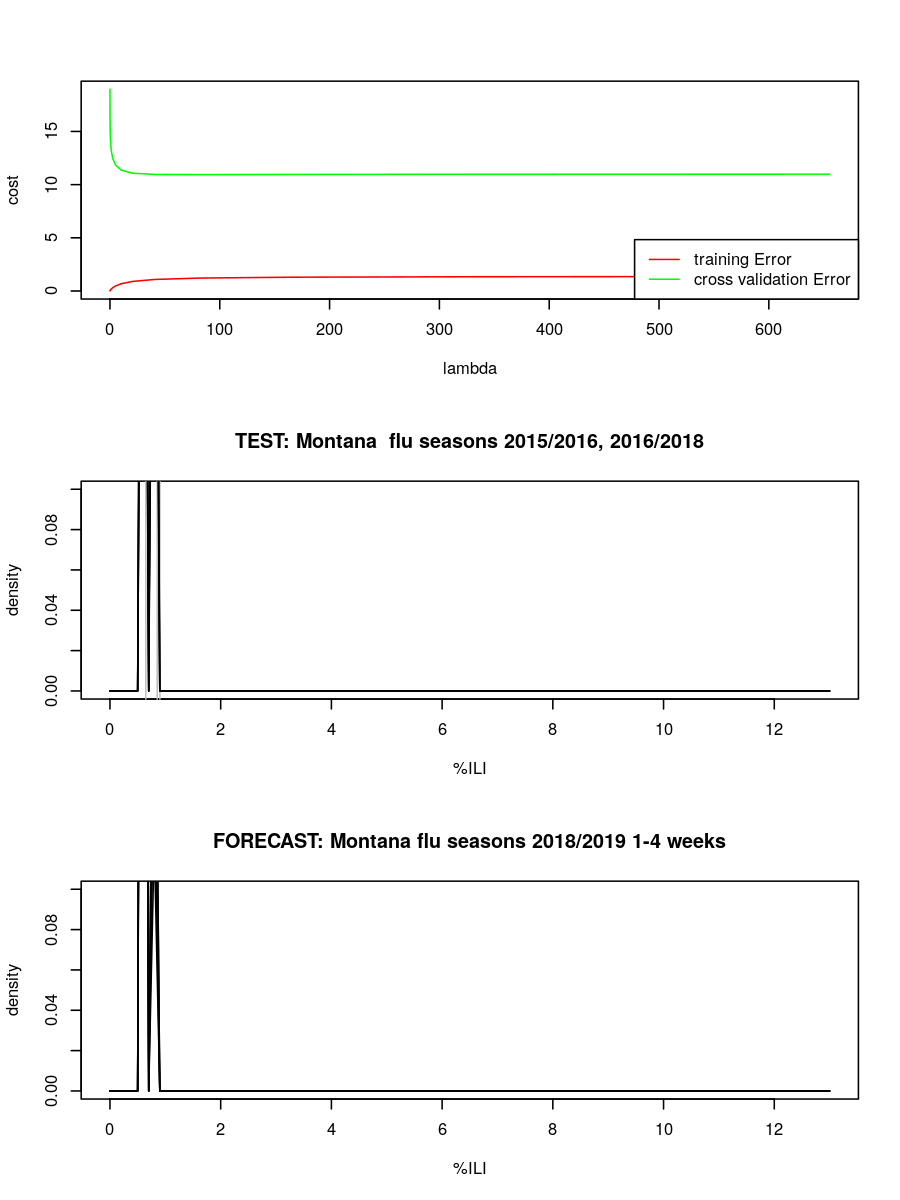 15
10
5
0
cost
training Error
cross validation Error
0 100 200 300 400 500 600
lambda
TEST: Montana  flu seasons 2015/2016, 2016/2018
0.08
0.04
0.00
density
0 2 4 6 8 10 12
%ILI
FORECAST: Montana flu seasons 2018/2019 1-4 weeks
0.08
0.04
0.00
density
0 2 4 6 8 10 12
%ILI